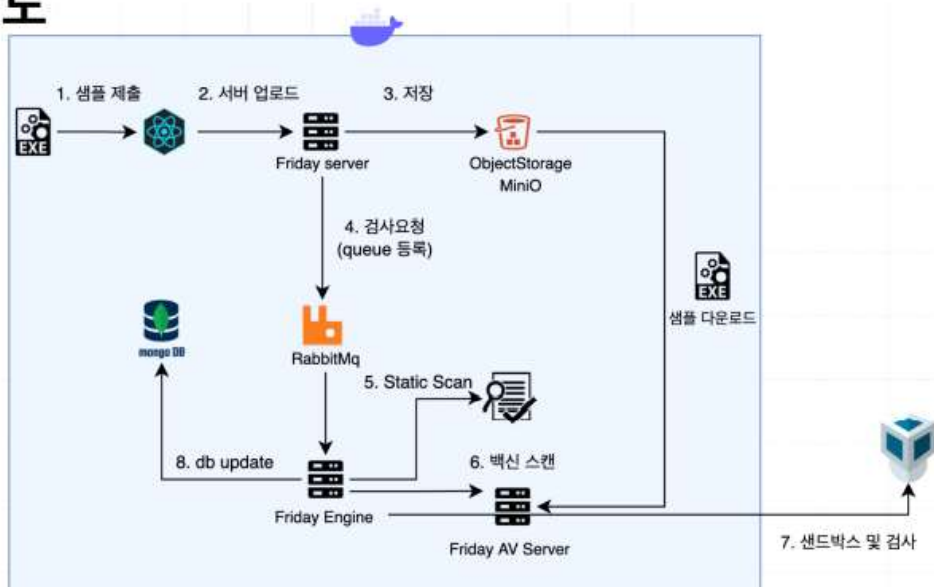 도
1. 샘플 제출
2. 서버 업로드
3. 저장
EXE
Friday server
ObjectStorage
MiniO
4. 검사요청
(queue 등록)
EXE
샘플 다운로드
mongo DB
RabbitMq
5. Static Scan
8. db update
6. 백신 스캔
Friday Engine
Friday AV Server
7. 샌드박스 및 검사